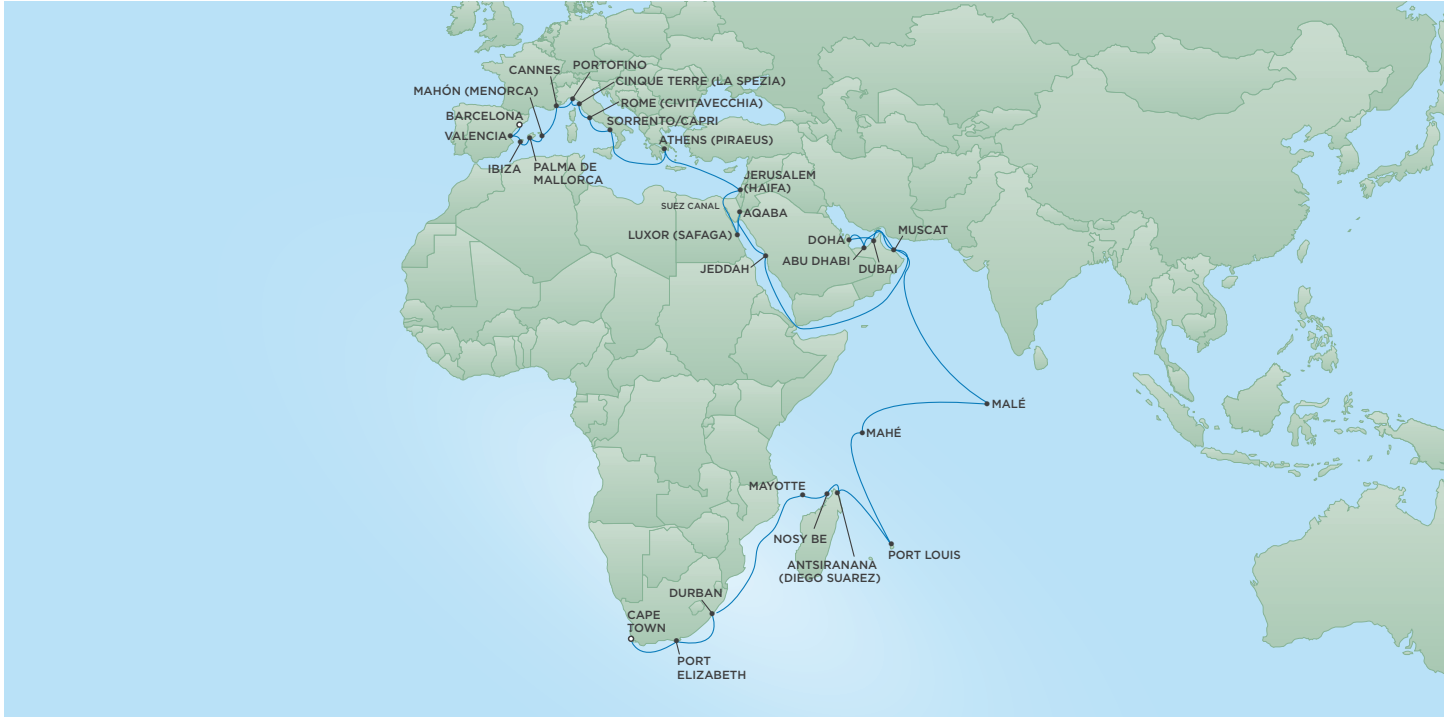 PORTOFINO
CANNES
CINQUE TERRE (LA SPEZIA)
MAHÓN (MENORCA)
ROME (CIVITAVECCHIA)
BARCELONA
SORRENTO/CAPRI
VALENCIA
ATHENS (PIRAEUS)
IBIZA
PALMA DE
MALLORCA
JERUSALEM
(HAIFA)
SUEZ CANAL
AQABA
LUXOR (SAFAGA)
MUSCAT
DOHA
ABU DHABI
DUBAI
JEDDAH
MALÉ
MAHÉ
MAYOTTE
NOSY BE
PORT LOUIS
ANTSIRANANA
(DIEGO SUAREZ)
DURBAN
CAPE
TOWN
PORT
ELIZABETH